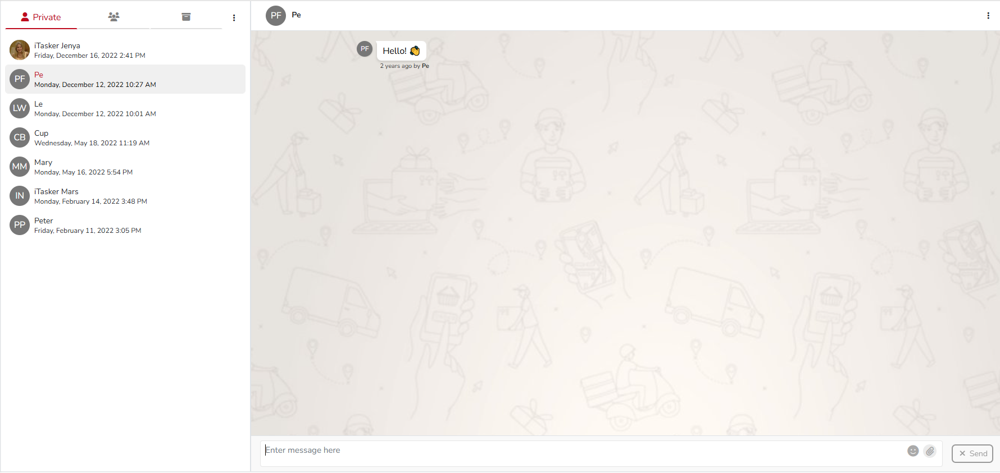 Private
iTasker Jenya
Friday, December 16, 2022 2:41 PM
PF
Pe
Monday, December 12, 2022 10:27 AM
LW
Le
Monday, December 12, 2022 10:01 AM
CB
Cup
Wednesday, May 18, 2022 11:19 AM
MM
Mary
Monday, May 16, 2022 5:54 PM
IN
iTasker Mars
Monday, February 14, 2022 3:48 PM
PP
Peter
Friday, February 11, 2022 3:05 PM
PF
Pe
PF
Hello! 👏
2 years ago by Pe
Enter message here
Send